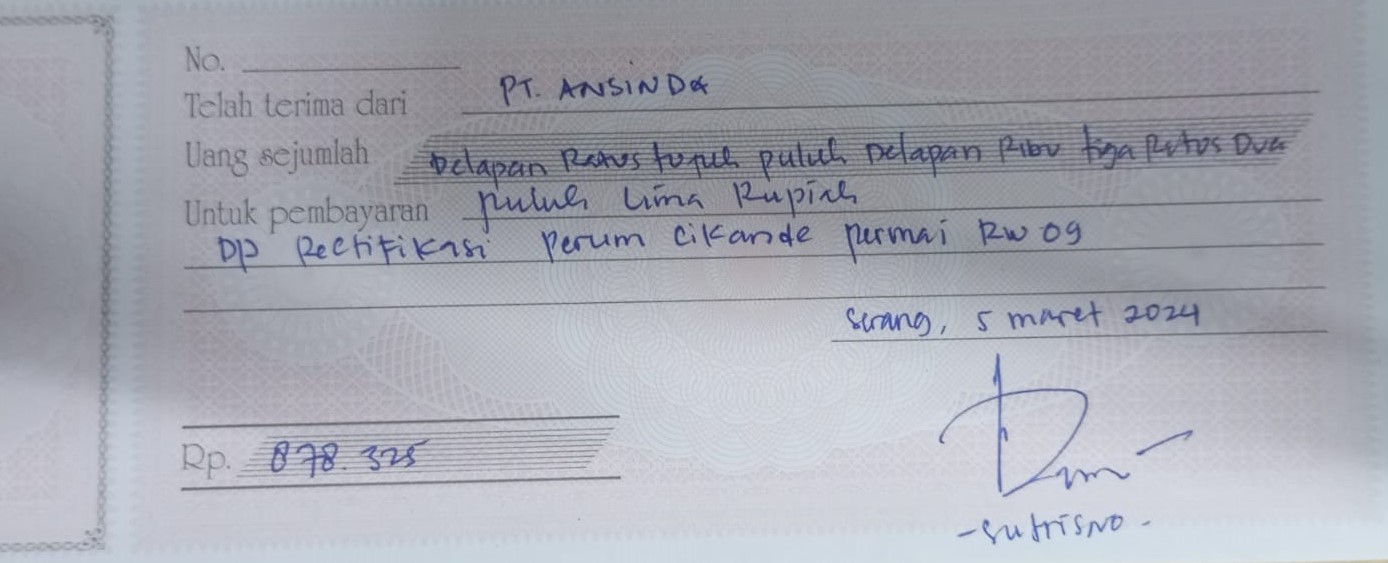 No.
Telah terima dari PT. ANSINDA
Uang sejumlah Delapan Ratus tujuh puluh Delapan Ribu tiga Ratus Dua
Untuk pembayaran puluh Lima Rupiah
DP Rectifikasi Perum Cikande permai RW 09
Serang, 5 maret 2024
Rp. 878.325
-Sutrisno-